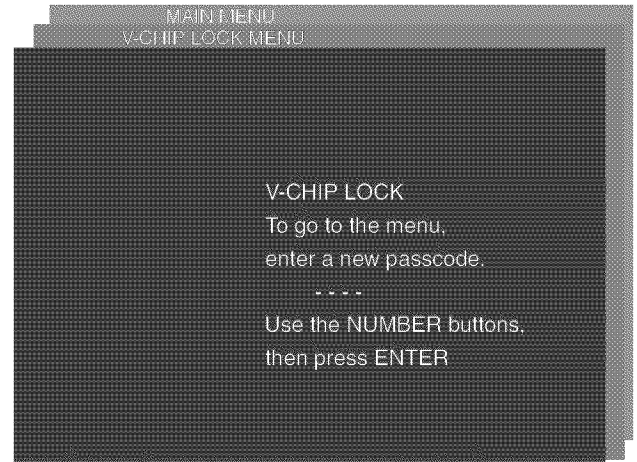 MAIN MENU
V-CHIP LOCK MENU
V-CHIP LOCK
To go to the menu,
enter a new passcode.
- - - -
Use the NUMBER buttons,
then press ENTER